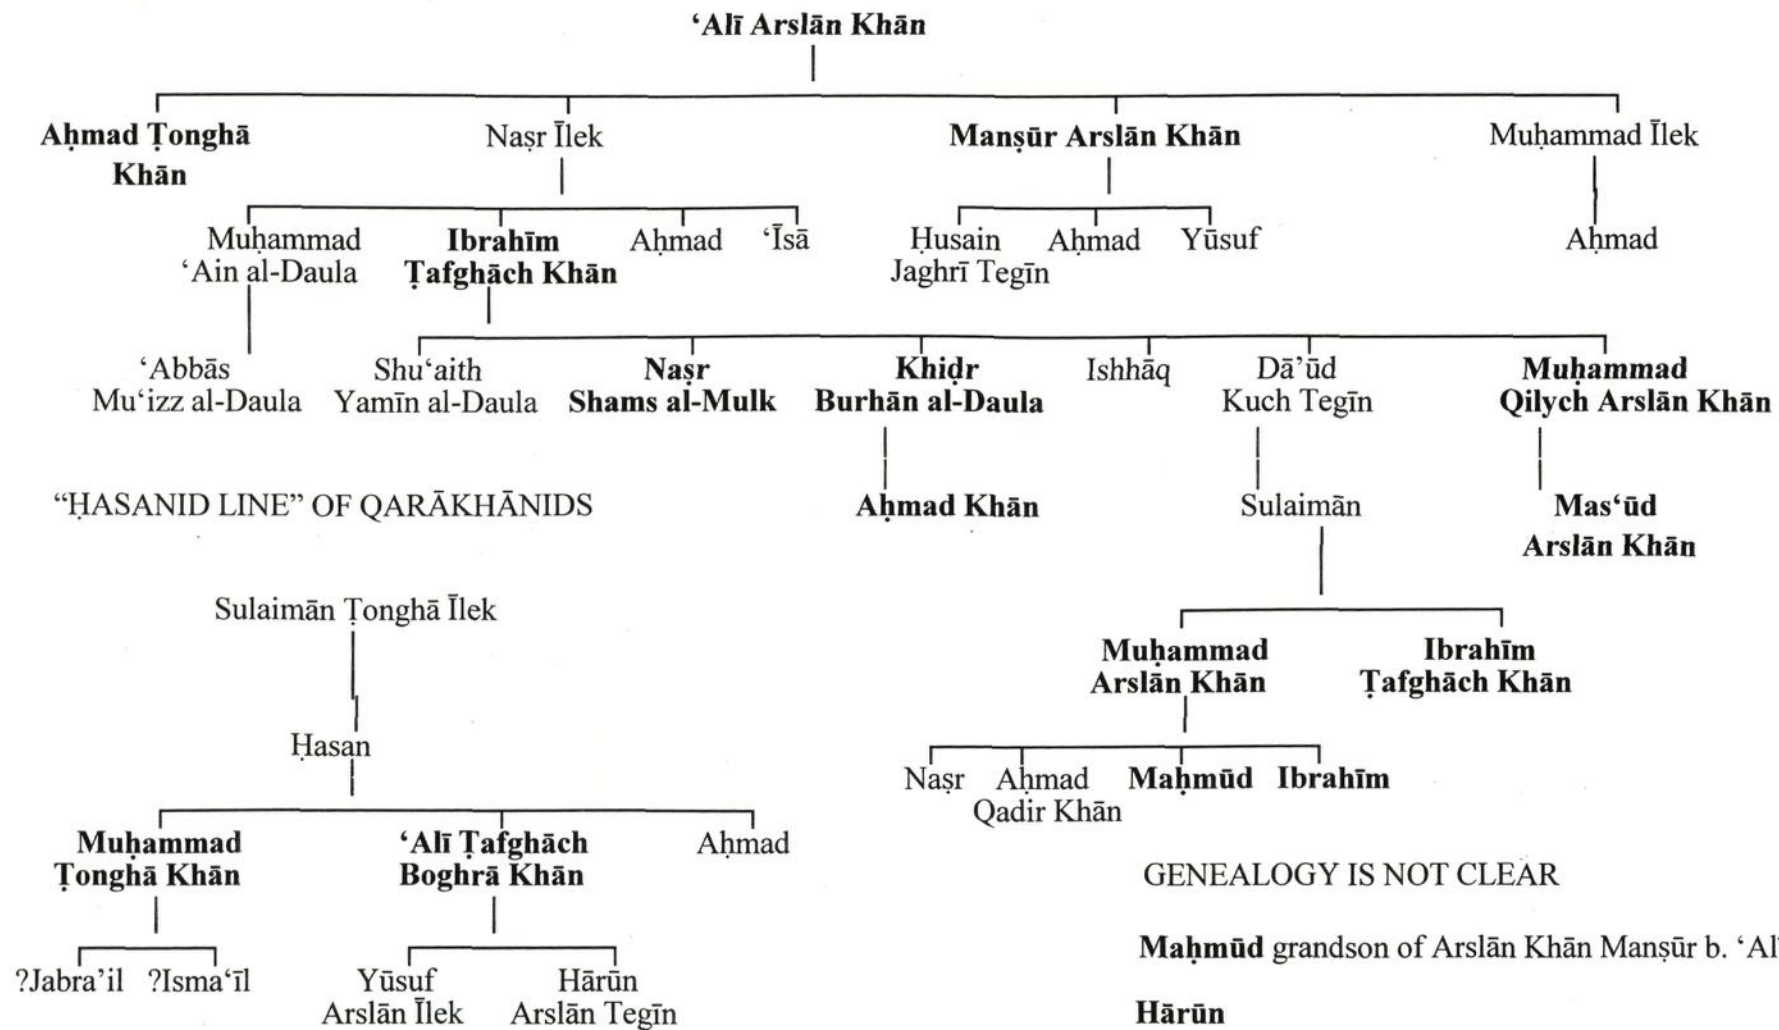 ‘Alī Arslān Khān
Aḥmad Ṭonghā
Khān
Naṣr Īlek
Manṣūr Arslān Khān
Muḥammad Īlek
Muḥammad
‘Ain al-Daula
Ibrahīm
Ṭafghāch Khān
Aḥmad
‘Īsā
Ḥusain
Jaghrī Tegīn
Aḥmad
Yūsuf
Aḥmad
‘Abbās
Mu‘izz al-Daula
Shu‘aith
Yamīn al-Daula
Naṣr
Shams al-Mulk
Khiḍr
Burhān al-Daula
Ishhāq
Dā’ūd
Kuch Tegīn
Muḥammad
Qilych Arslān Khān
Aḥmad Khān
Sulaimān
Mas‘ūd
Arslān Khān
Muḥammad
Arslān Khān
Ibrahīm
Ṭafghāch Khān
Naṣr
Aḥmad
Qadir Khān
Maḥmūd
Ibrahīm
“ḤASANID LINE” OF QARĀKHĀNIDS
Sulaimān Ṭonghā Īlek
Ḥasan
Muḥammad
Ṭonghā Khān
‘Alī Ṭafghāch
Boghrā Khān
Aḥmad
?Jabra’il
?Isma‘īl
Yūsuf
Arslān Īlek
Hārūn
Arslān Tegīn
GENEALOGY IS NOT CLEAR
Maḥmūd grandson of Arslān Khān Manṣūr b.
Hārūn